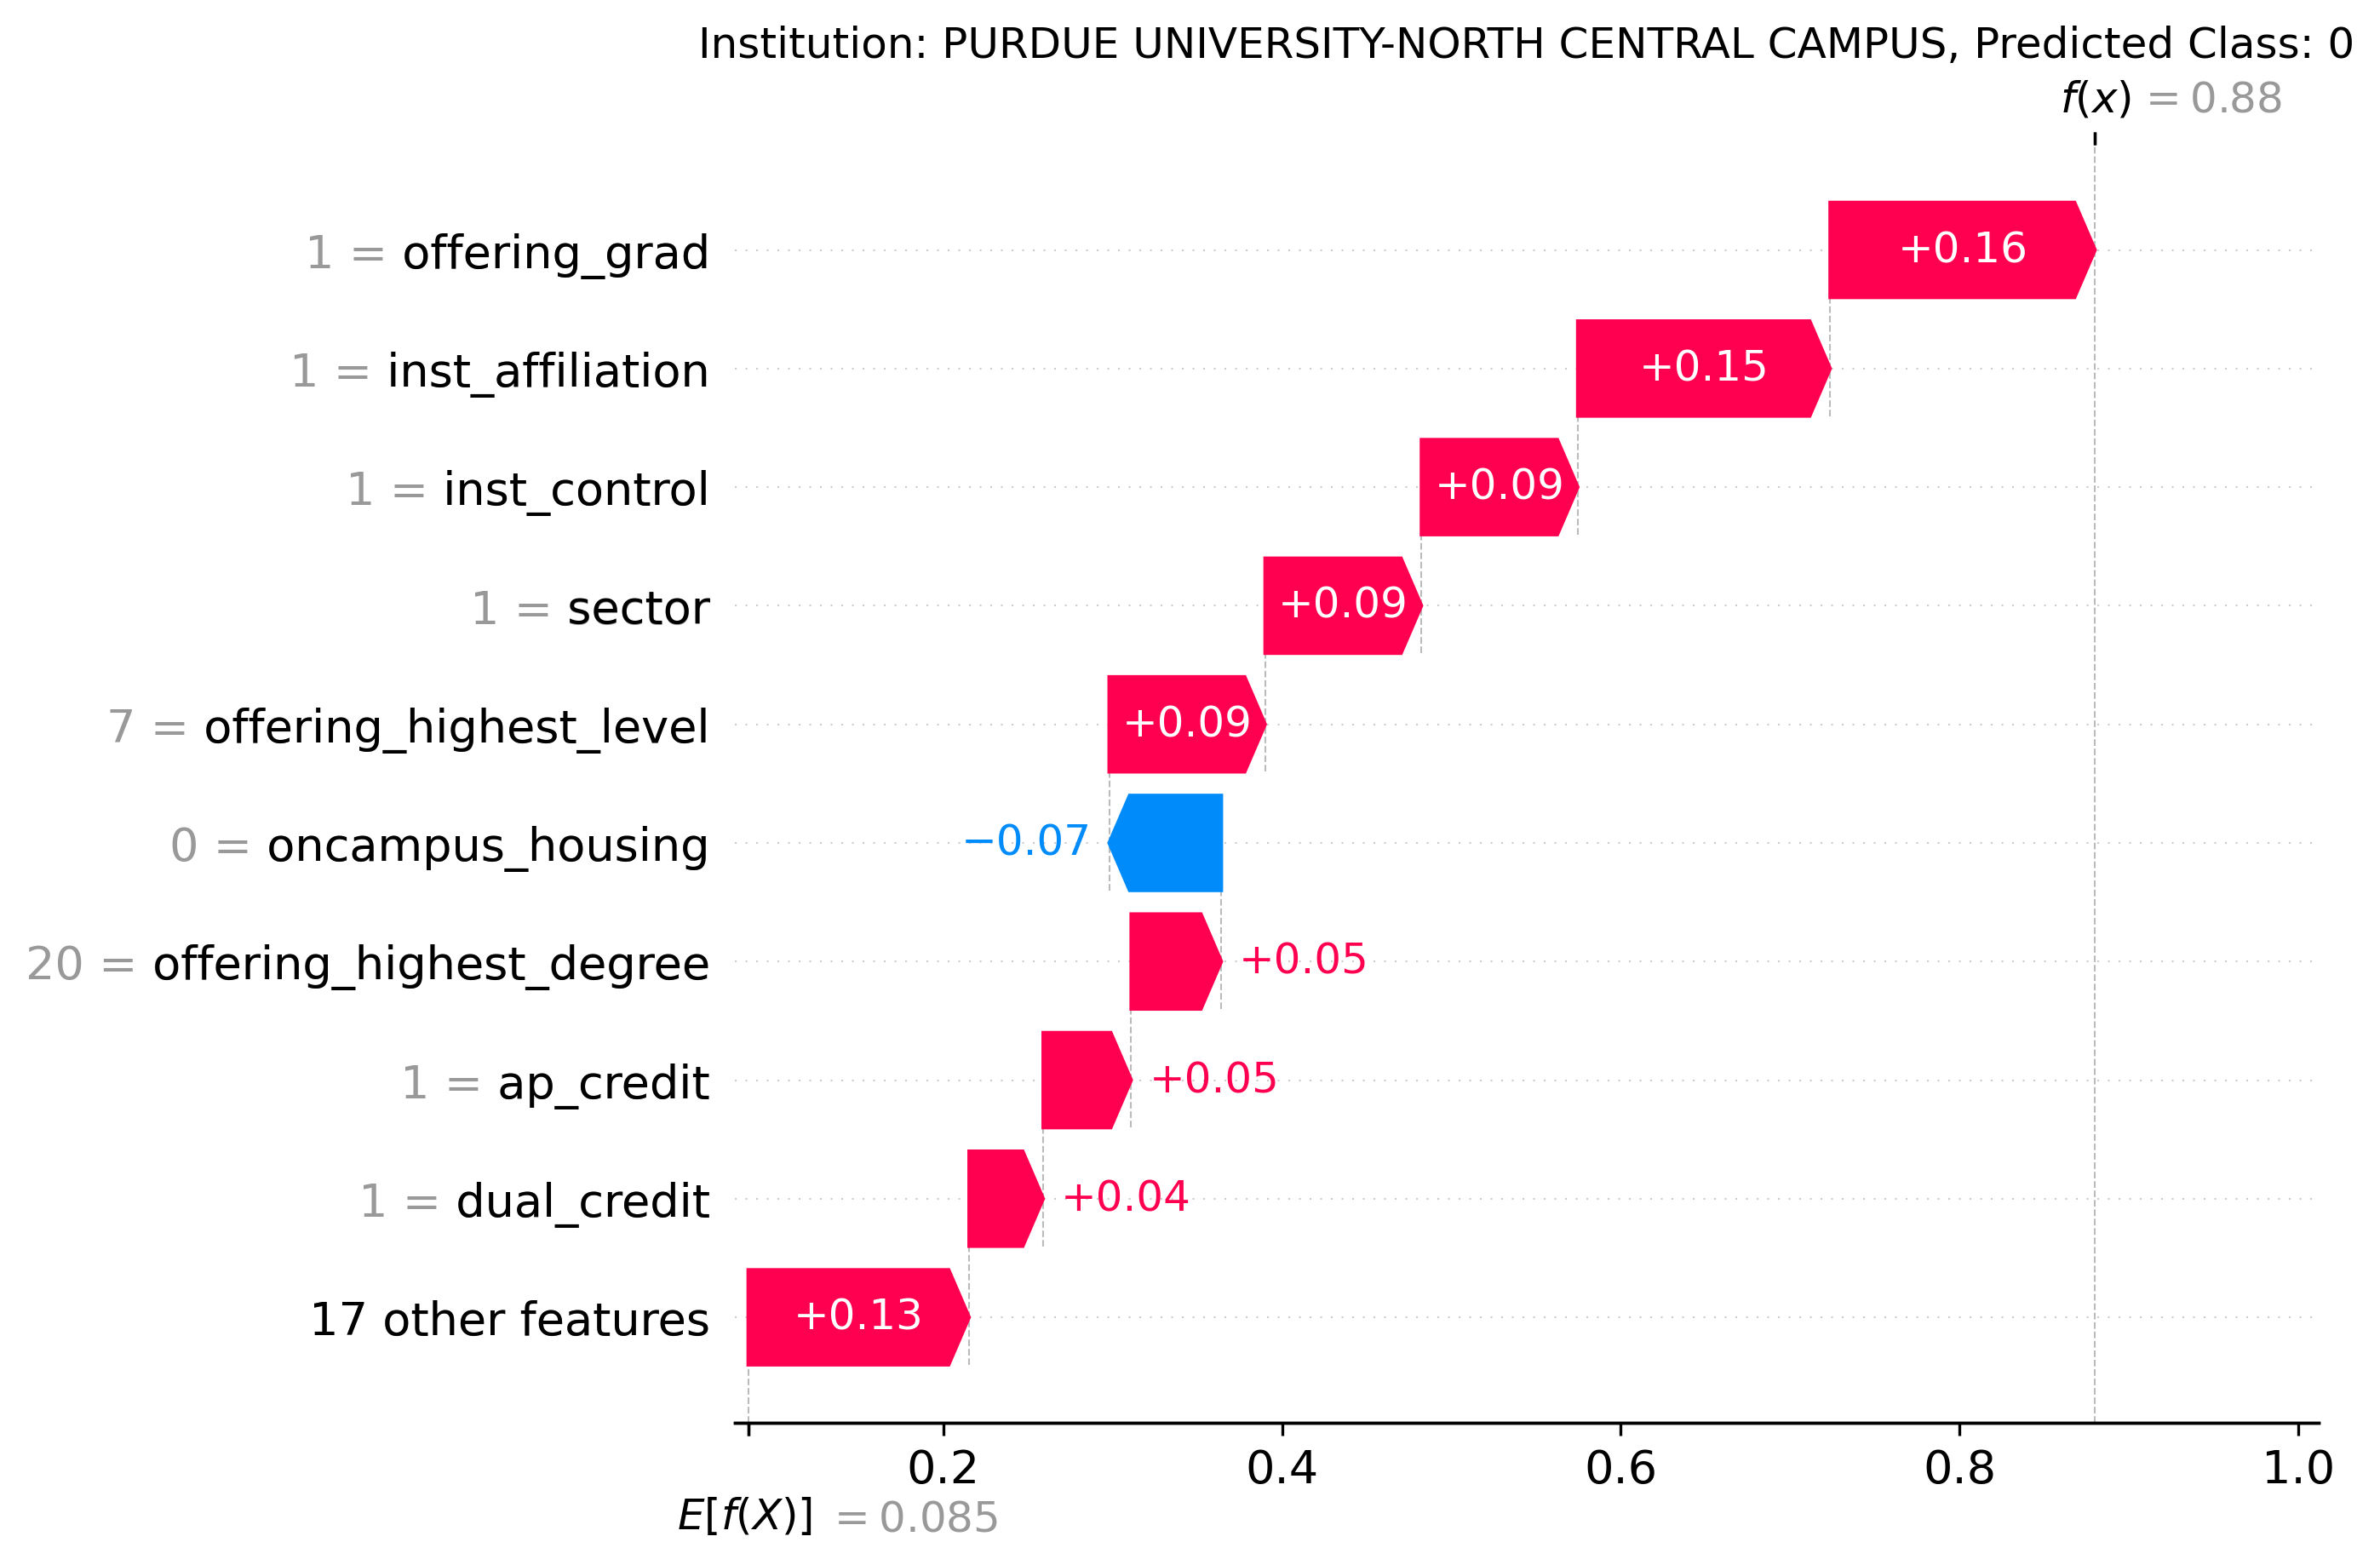 Institution: PURDUE UNIVERSITY-NORTH CENTRAL CAMPUS, Predicted Class: 0
f(x) = 0.88
1 = offering_grad +0.16
1 = inst_affiliation +0.15
1 = inst_control +0.09
1 = sector +0.09
7 = offering_highest_level +0.09
0 = oncampus_housing −0.07
20 = offering_highest_degree +0.05
1 = ap_credit +0.05
1 = dual_credit +0.04
17 other features +0.13
0.2 0.4 0.6 0.8 1.0
E[f(X)] = 0.085